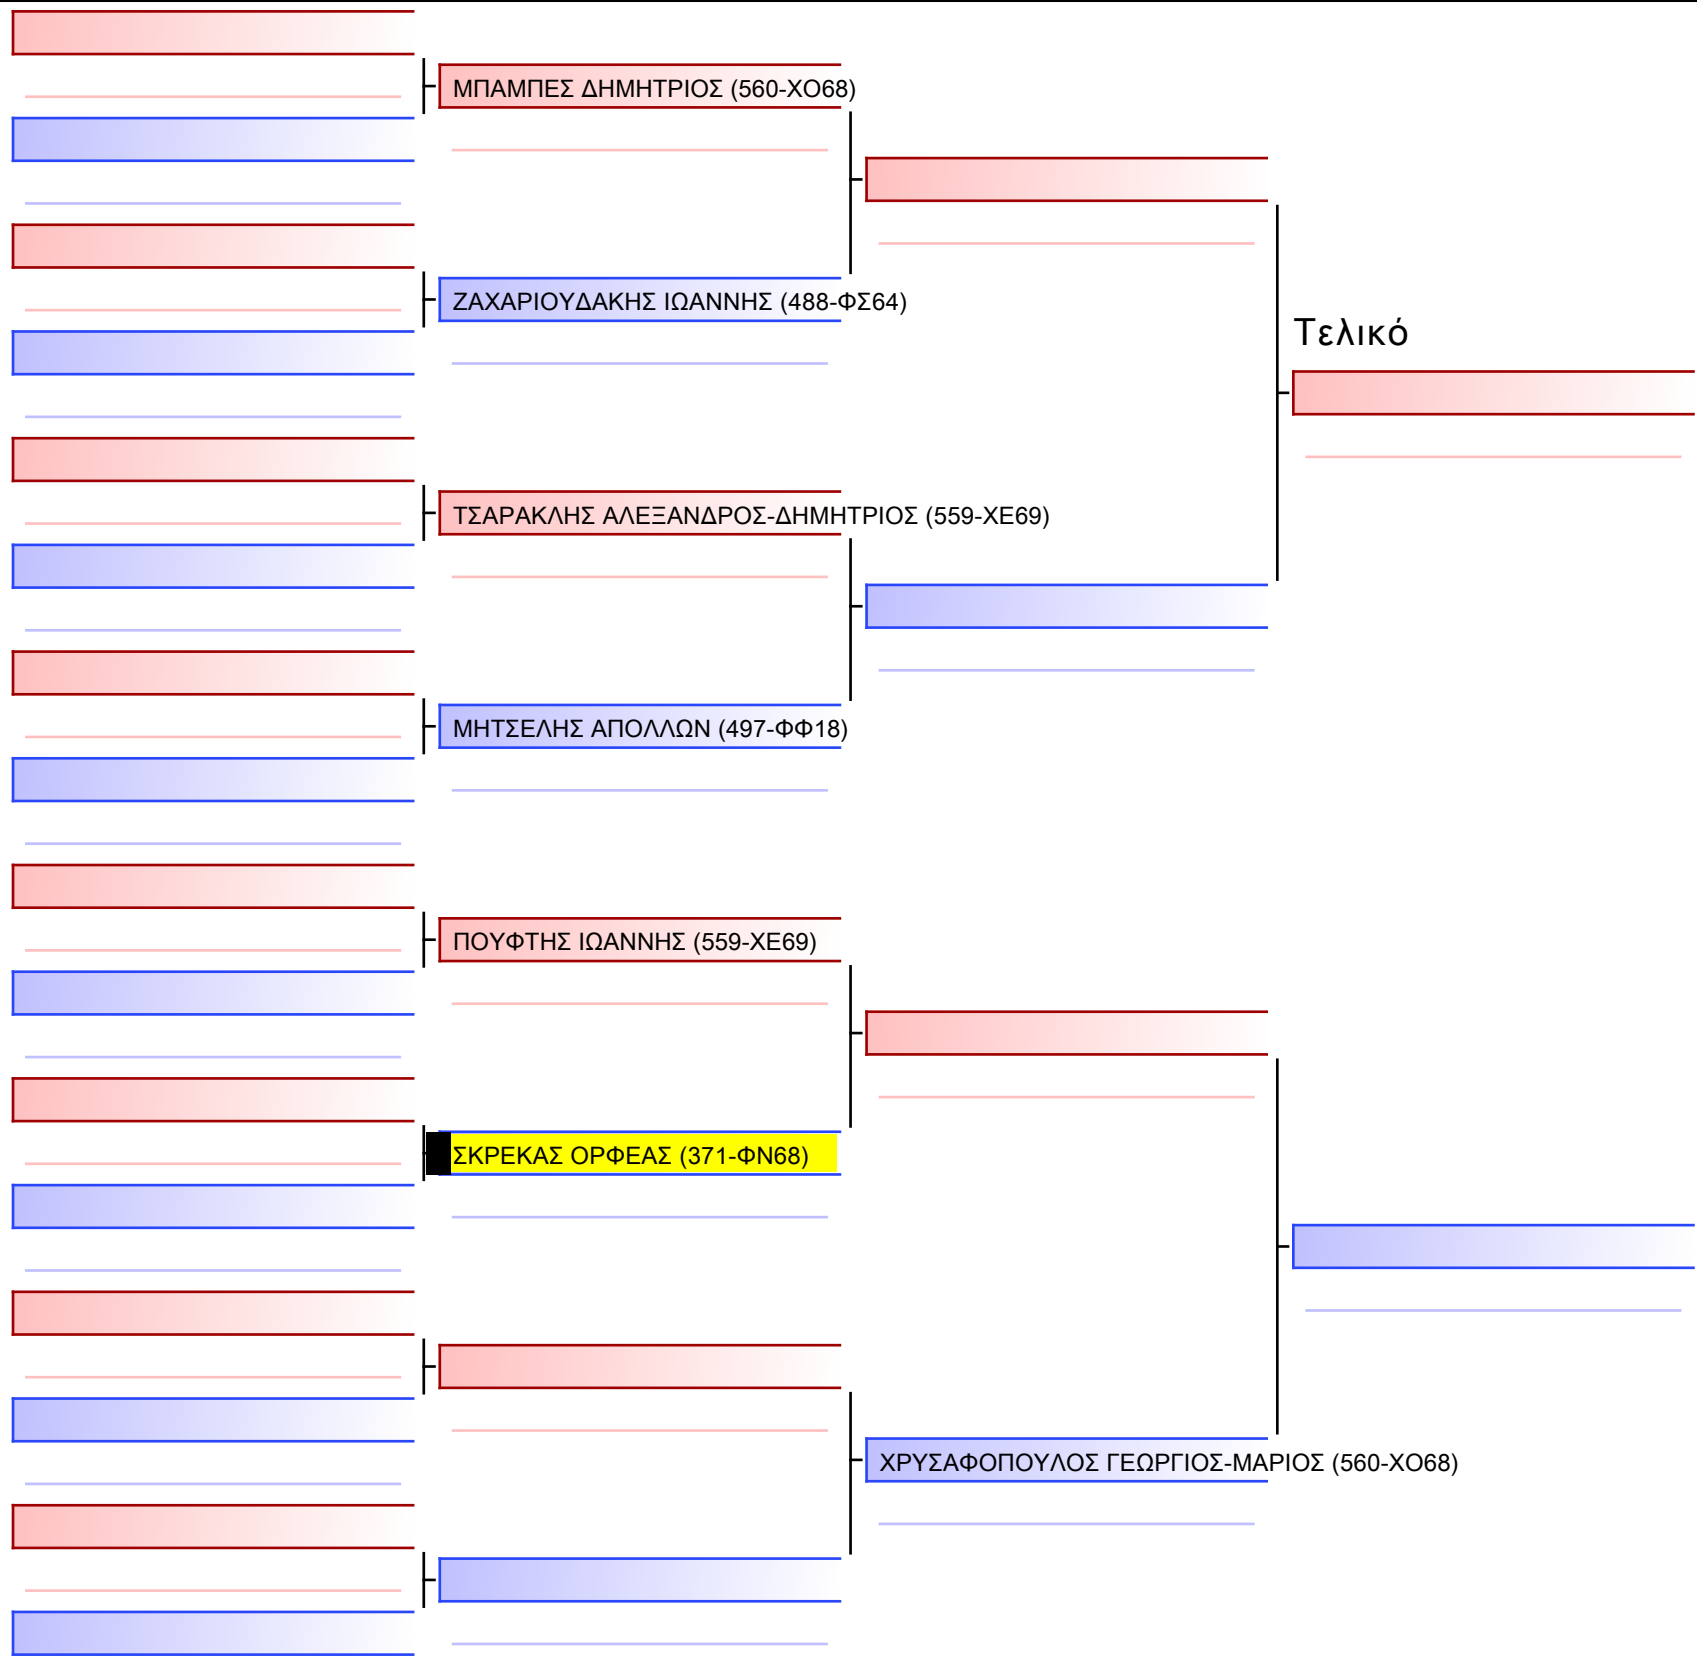 ΜΠΑΜΠΕΣ ΔΗΜΗΤΡΙΟΣ (560-ΧΟ68)
ΖΑΧΑΡΙΟΥΔΑΚΗΣ ΙΩΑΝΝΗΣ (488-ΦΣ64)
Τελικό
ΤΣΑΡΑΚΛΗΣ ΑΛΕΞΑΝΔΡΟΣ-ΔΗΜΗΤΡΙΟΣ (559-ΧΕ69)
ΜΗΤΣΕΛΗΣ ΑΠΟΛΛΩΝ (497-ΦΦ18)
ΠΟΥΦΤΗΣ ΙΩΑΝΝΗΣ (559-ΧΕ69)
ΣΚΡΕΚΑΣ ΟΡΦΕΑΣ (371-ΦΝ68)
ΧΡΥΣΑΦΟΠΟΥΛΟΣ ΓΕΩΡΓΙΟΣ-ΜΑΡΙΟΣ (560-ΧΟ68)